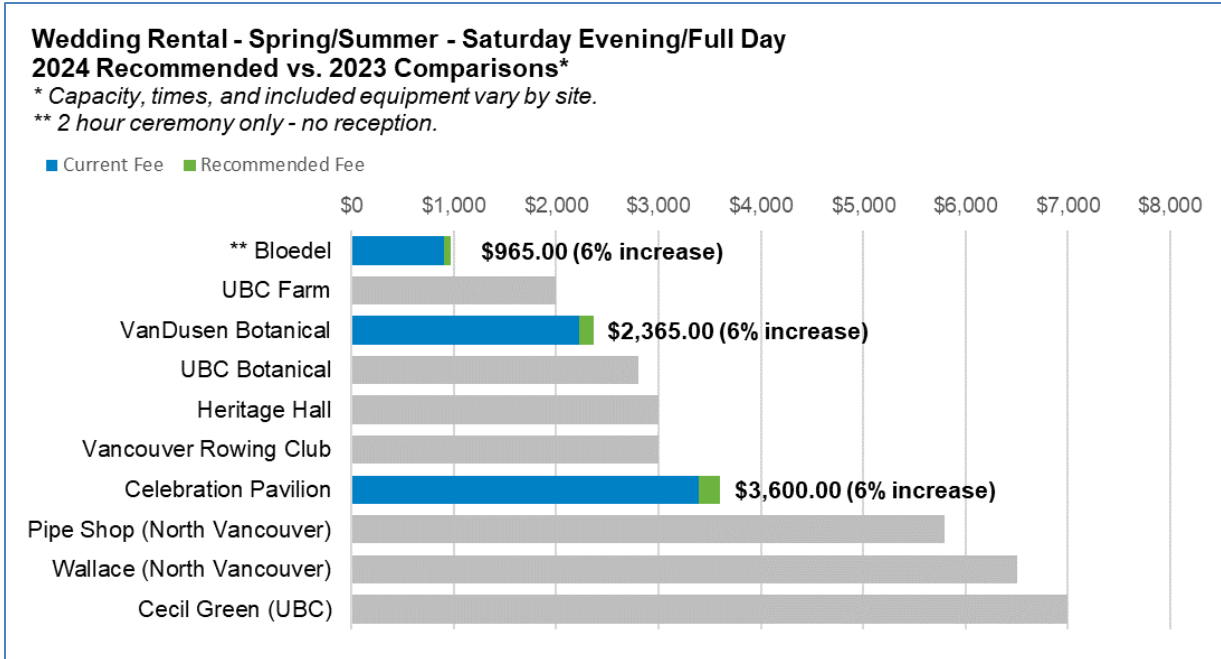 Wedding Rental - Spring/Summer - Saturday Evening/Full Day
2024 Recommended vs. 2023 Comparisons*
* Capacity, times, and included equipment vary by site.
** 2 hour ceremony only - no reception.
Current Fee Recommended Fee
$0 $1,000 $2,000 $3,000 $4,000 $5,000 $6,000 $7,000 $8,000
** Bloedel $965.00 (6% increase)
UBC Farm
VanDusen Botanical $2,365.00 (6% increase)
UBC Botanical
Heritage Hall
Vancouver Rowing Club
Celebration Pavilion $3,600.00 (6% increase)
Pipe Shop (North Vancouver)
Wallace (North Vancouver)
Cecil Green (UBC)